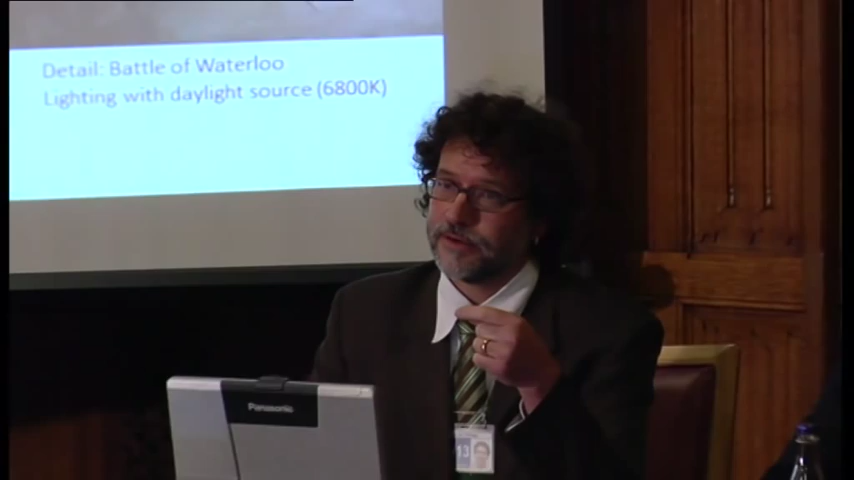 Detail: Battle of Waterloo
Lighting with daylight source (6800K)
Panasonic
13